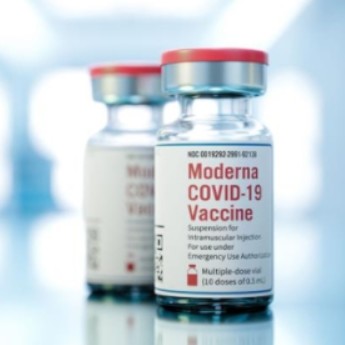 Moderna
COVID-19
Vaccine
Suspension for
Intramuscular Injection
For use under
Emergency Use Authorization
Multiple-dose vial
(10 doses of 0.5 mL)